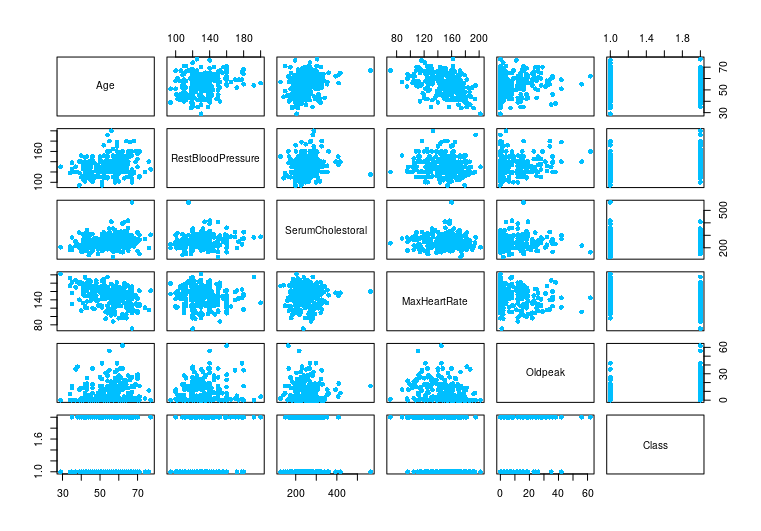 100 140 180
80 120 160 200
1.0 1.4 1.8
Age
30 50 70
100 160
RestBloodPressure
SerumCholestoral
200 500
80 140
MaxHeartRate
Oldpeak
0 30 60
1.0 1.6
Class
30 50 70
200 400
0 20 40 60